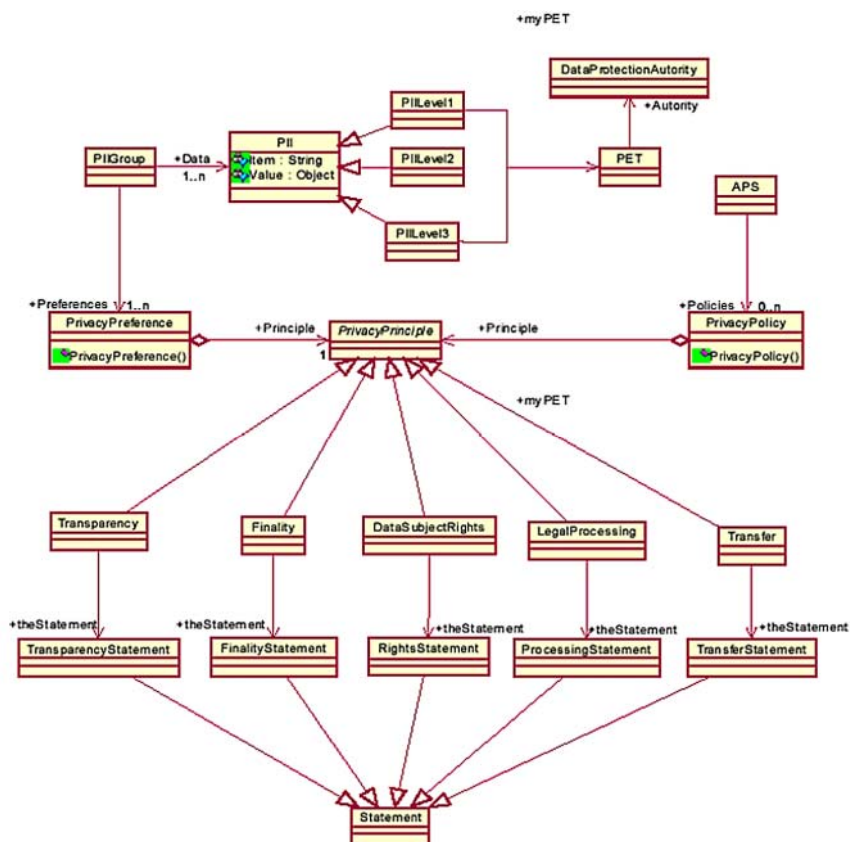 +myPET
DataProtectionAutority
+Autority
PIILevel1
PII
Item : String
Value : Object
PIIGroup
+Data
1..n
PIILevel2
PET
APS
PIILevel3
+Preferences
1..n
PrivacyPreference
PrivacyPreference()
+Principle
PrivacyPrinciple
1
+Principle
+Policies
0..n
PrivacyPolicy
PrivacyPolicy()
+myPET
Transparency
Finality
DataSubjectRights
LegalProcessing
Transfer
+theStatement
+theStatement
+theStatement
+theStatement
+theStatement
TransparencyStatement
FinalityStatement
RightsStatement
ProcessingStatement
TransferStatement
Statement